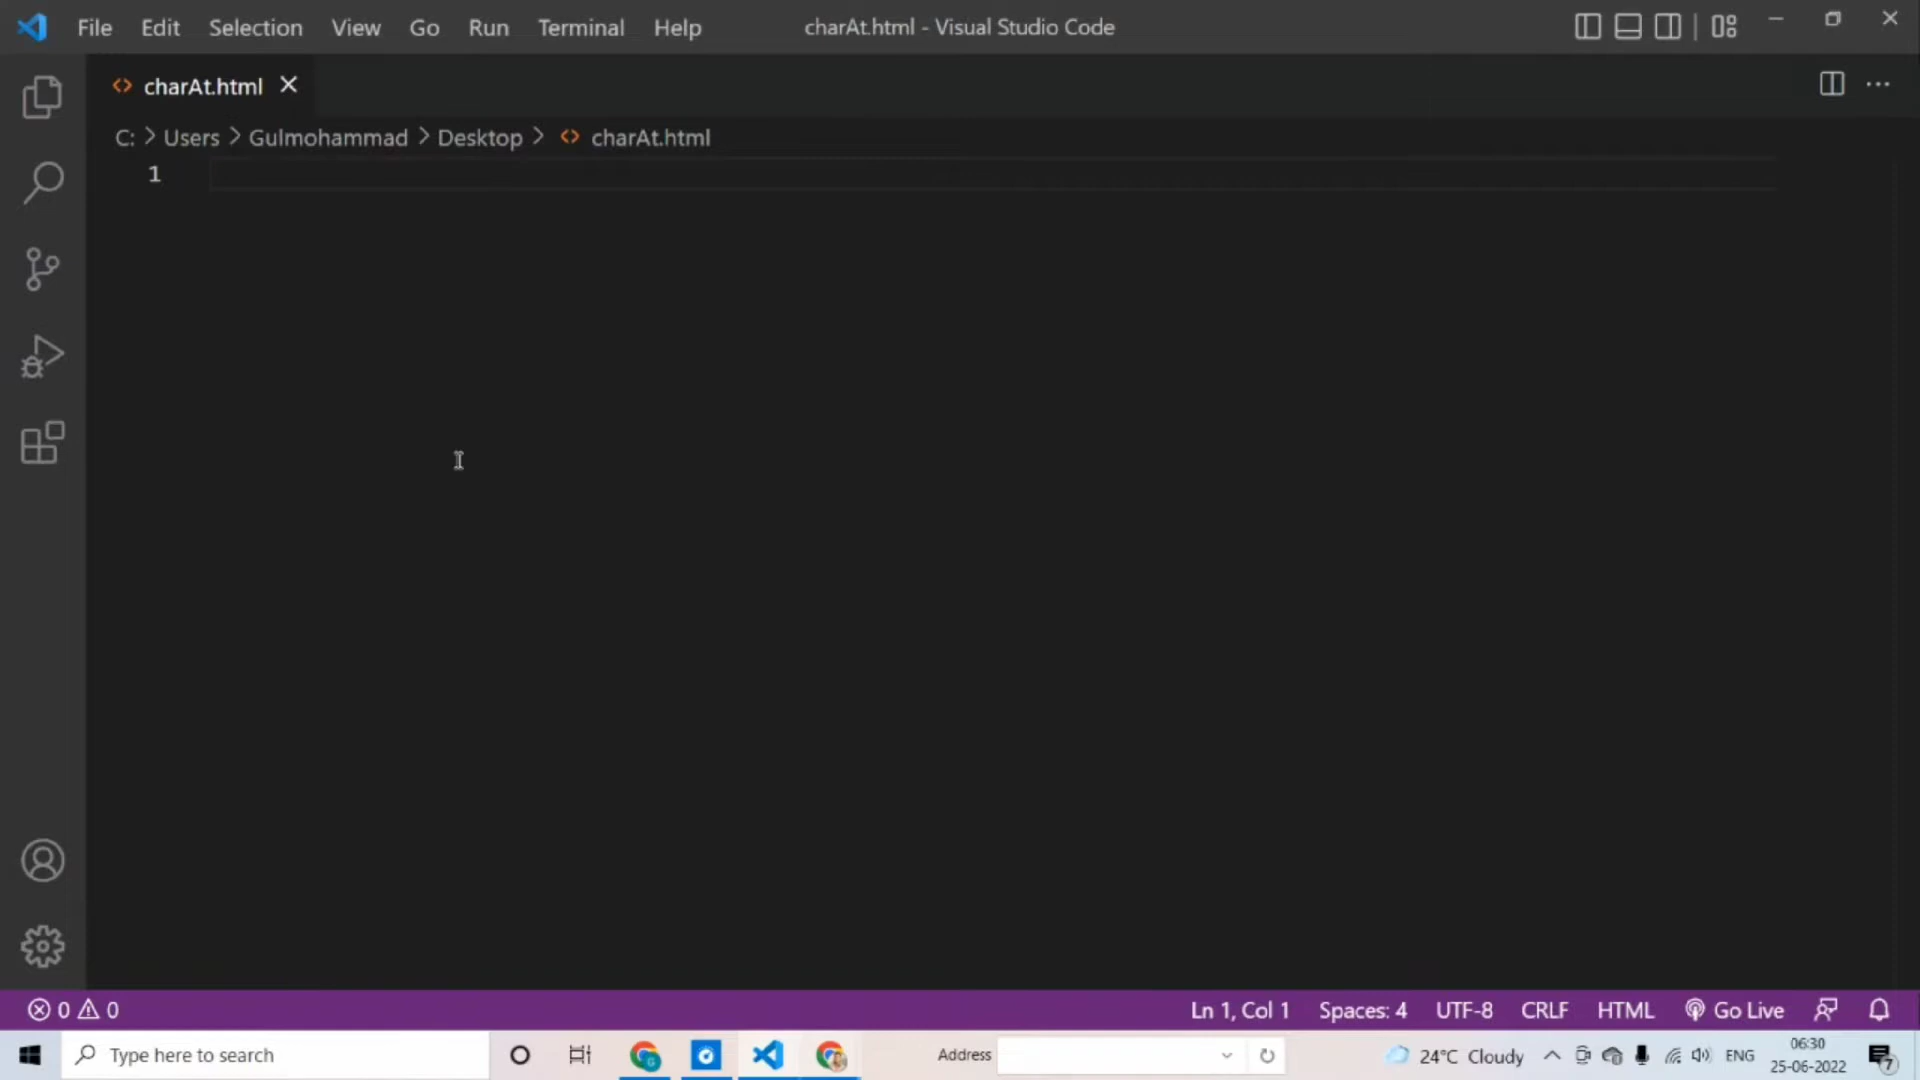 File Edit Selection View Go Run Terminal Help charAt.html - Visual Studio Code
charAt.html
C: > Users > Gulmohammad > Desktop > charAt.html
1
0 0 Ln 1, Col 1 Spaces: 4 UTF-8 CRLF HTML Go Live
Type here to search Address 24°C Cloudy ENG 06:30
25-06-2022 7